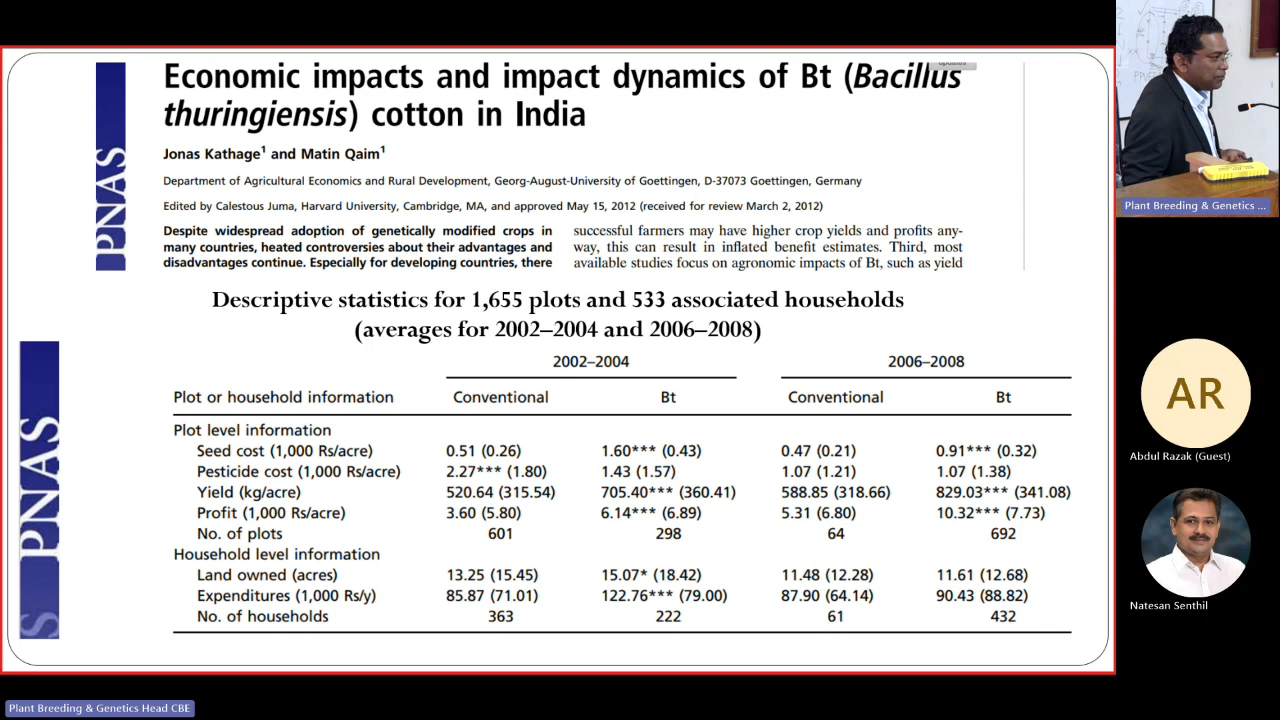 Economic impacts and impact dynamics of Bt (Bacillus
thuringiensis) cotton in India
Jonas Kathage1 and Matin Qaim1
Department of Agricultural Economics and Rural Development, Georg-August-University of Goettingen, D-37073 Goettingen, Germany
Edited by Calestous Juma, Harvard University, Cambridge, MA, and approved May 15, 2012 (received for review March 2, 2012)
Despite widespread adoption of genetically modified crops in
many countries, heated controversies about their advantages and
disadvantages continue. Especially for developing countries, there
successful farmers may have higher crop yields and profits any-
way, this can result in inflated benefit estimates. Third, most
available studies focus on agronomic impacts of Bt, such as yield
PNAS
Descriptive statistics for 1,655 plots and 533 associated households
(averages for 2002–2004 and 2006–2008)
2002–2004 2006–2008
Plot or household information Conventional Bt Conventional Bt
Plot level information
Seed cost (1,000 Rs/acre) 0.51 (0.26) 1.60*** (0.43) 0.47 (0.21) 0.91*** (0.32)
Pesticide cost (1,000 Rs/acre) 2.27*** (1.80) 1.43 (1.57) 1.07 (1.21) 1.07 (1.38)
Yield (kg/acre) 520.64 (315.54) 705.40*** (360.41) 588.85 (318.66) 829.03*** (341.08)
Profit (1,000 Rs/acre) 3.60 (5.80) 6.14*** (6.89) 5.31 (6.80) 10.32*** (7.73)
No. of plots 601 298 64 692
Household level information
Land owned (acres) 13.25 (15.45) 15.07* (18.42) 11.48 (12.28) 11.61 (12.68)
Expenditures (1,000 Rs/y) 85.87 (71.01) 122.76*** (79.00) 87.90 (64.14) 90.43 (88.82)
No. of households 363 222 61 432
PNAS
S
Plant Breeding & Genetics ...
AR
Abdul Razak (Guest)
Natesan Senthil
Plant Breeding & Genetics Head CBE